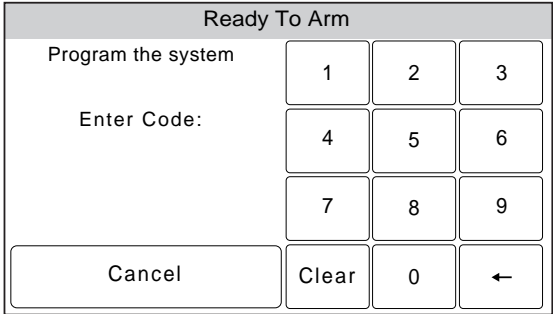 Ready To Arm
Program the system
1 2 3
Enter Code:
4 5 6
7 8 9
Cancel Clear 0 ←